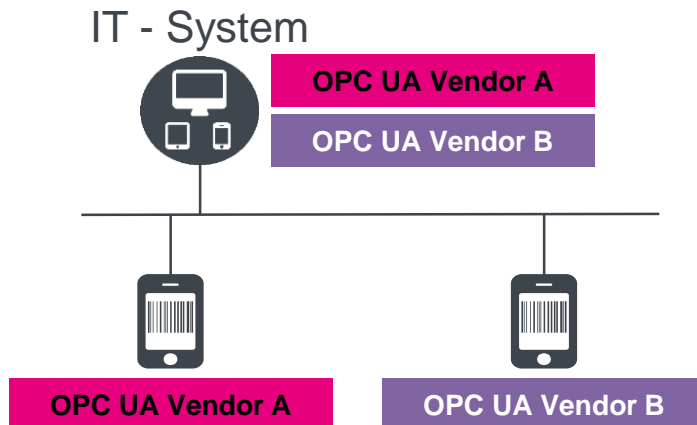 IT - System
OPC UA Vendor A
OPC UA Vendor B
OPC UA Vendor A
OPC UA Vendor B